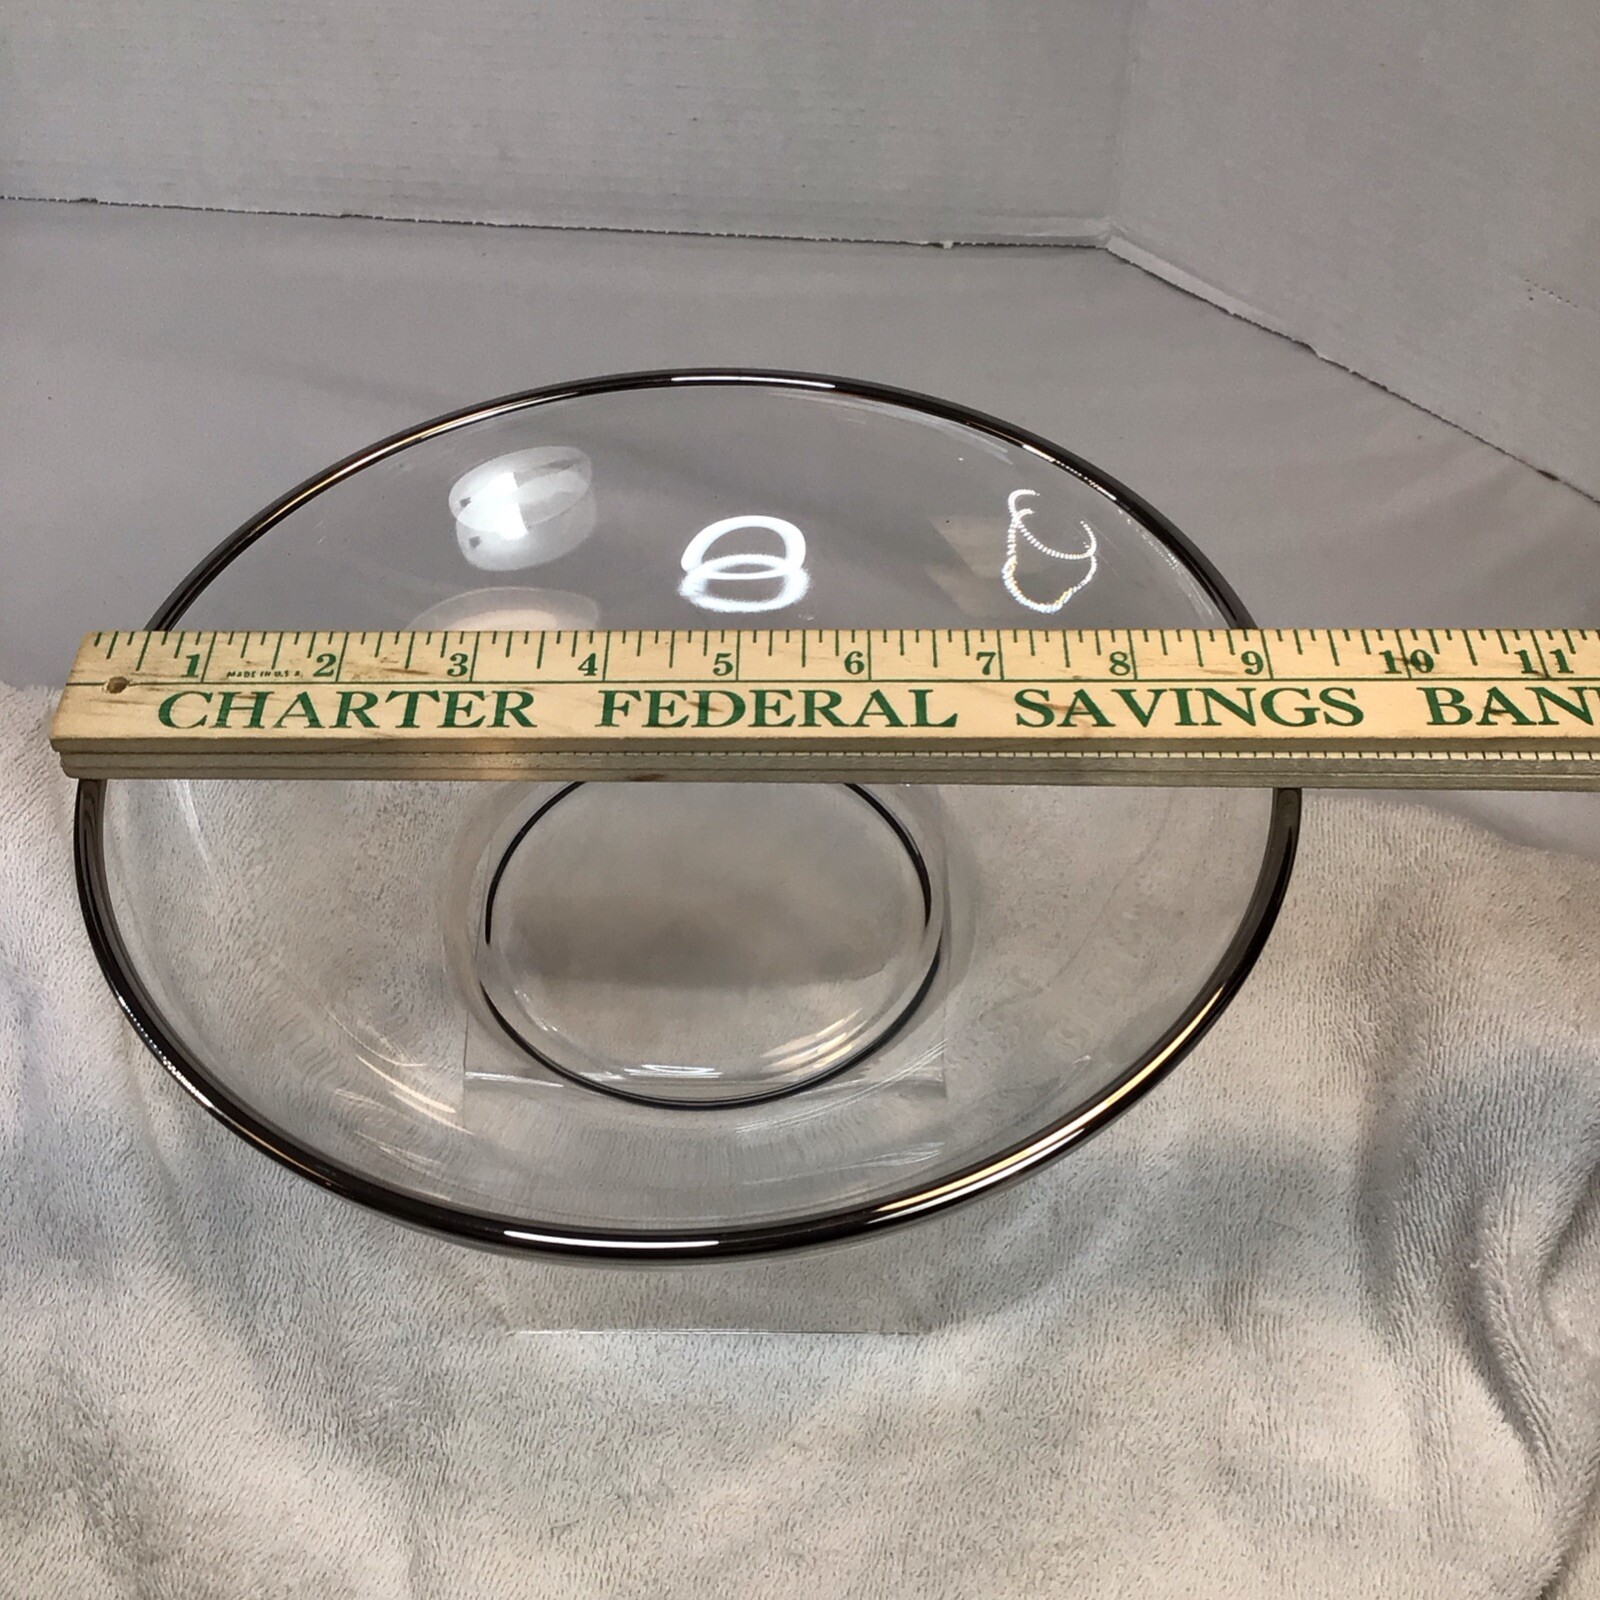 1 2 3 4 5 6 7 8 9 10 11
MADE IN U.S.A.
CHARTER FEDERAL SAVINGS BAN